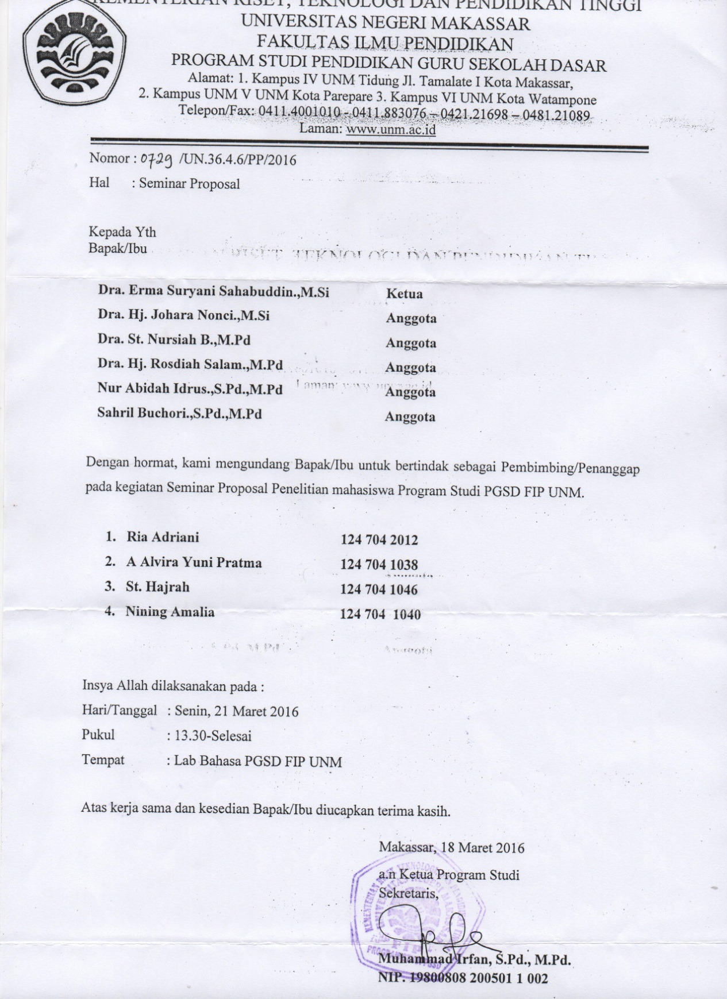 KEMENTERIAN RISET, TEKNOLOGI DAN PENDIDIKAN TINGGI
UNIVERSITAS NEGERI MAKASSAR
FAKULTAS ILMU PENDIDIKAN
PROGRAM STUDI PENDIDIKAN GURU SEKOLAH DASAR
Alamat: 1. Kampus IV UNM Tidung Jl. Tamalate I Kota Makassar,
2. Kampus UNM V UNM Kota Parepare 3. Kampus VI UNM Kota Watampone
Telepon/Fax: 0411.4001010 - 0411.883076 – 0421.21698 – 0481.21089
Laman: www.unm.ac.id
Nomor : 0729 /UN.36.4.6/PP/2016
Hal : Seminar Proposal
Kepada Yth
Bapak/Ibu
Dra. Erma Suryani Sahabuddin.,M.Si Ketua
Dra. Hj. Johara Nonci.,M.Si Anggota
Dra. St. Nursiah B.,M.Pd Anggota
Dra. Hj. Rosdiah Salam.,M.Pd Anggota
Nur Abidah Idrus.,S.Pd.,M.Pd Anggota
Sahril Buchori.,S.Pd.,M.Pd Anggota
Dengan hormat, kami mengundang Bapak/Ibu untuk bertindak sebagai Pembimbing/Penanggap
pada kegiatan Seminar Proposal Penelitian mahasiswa Program Studi PGSD FIP UNM.
1. Ria Adriani 124 704 2012
2. A Alvira Yuni Pratma 124 704 1038
3. St. Hajrah 124 704 1046
4. Nining Amalia 124 704 1040
Insya Allah dilaksanakan pada :
Hari/Tanggal : Senin, 21 Maret 2016
Pukul : 13.30-Selesai
Tempat : Lab Bahasa PGSD FIP UNM
Atas kerja sama dan kesedian Bapak/Ibu diucapkan terima kasih.
Makassar, 18 Maret 2016
a.n Ketua Program Studi
Sekretaris,
Muhammad Irfan, S.Pd., M.Pd.
NIP. 19800808 200501 1 002